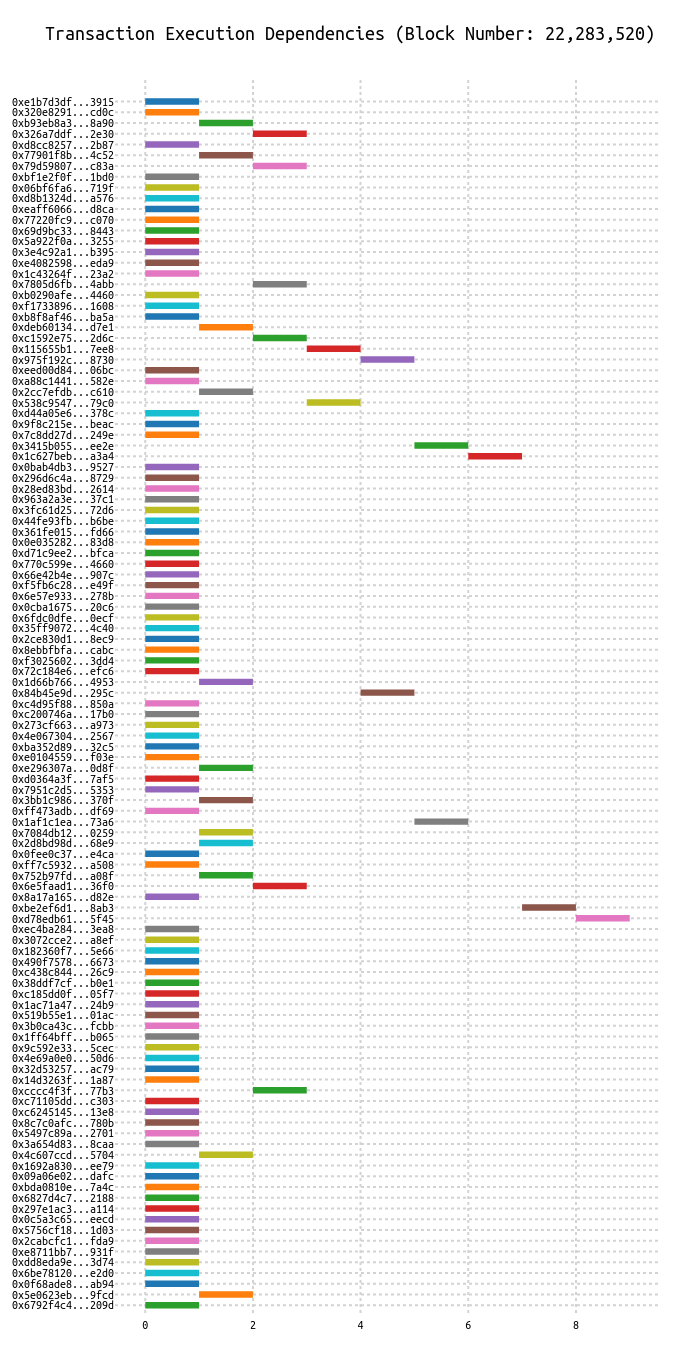 Transaction Execution Dependencies (Block Number: 22,283,520)
0xe1b7d3df...3915
0x320e8291...cd0c
0xb93eb8a3...8a90
0x326a7ddf...2e30
0xd8cc8257...2b87
0x77901f8b...4c52
0x79d59807...c83a
0xbf1e2f0f...1bd0
0x06bf6fa6...719f
0xd8b1324d...a576
0xeaff6066...d8ca
0x77220fc9...c070
0x69d9bc33...8443
0x5a922f0a...3255
0x3e4c92a1...b395
0xe4082598...eda9
0x1c43264f...23a2
0x7805d6fb...4abb
0xb0290afe...4460
0xf1733896...1608
0xb8f8af46...ba5a
0xdeb60134...d7e1
0xc1592e75...2d6c
0x115655b1...7ee8
0x975f192c...8730
0xeed00d84...06bc
0xa88c1441...582e
0x2cc7efdb...c610
0x538c9547...79c0
0xd44a05e6...378c
0x9f8c215e...beac
0x7c8dd27d...249e
0x3415b055...ee2e
0x1c627beb...a3a4
0x0bab4db3...9527
0x296d6c4a...8729
0x28ed83bd...2614
0x963a2a3e...37c1
0x3fc61d25...72d6
0x44fe93fb...b6be
0x361fe015...fd66
0x0e035282...83d8
0xd71c9ee2...bfca
0x770c599e...4660
0x66e42b4e...907c
0xf5fb6c28...e49f
0x6e57e933...278b
0x0cba1675...20c6
0x6fdc0dfe...0ecf
0x35ff9072...4c40
0x2ce830d1...8ec9
0x8ebbfbfa...cabc
0xf3025602...3dd4
0x72c184e6...efc6
0x1d66b766...4953
0x84b45e9d...295c
0xc4d95f88...850a
0xc200746a...17b0
0x273cf663...a973
0x4e067304...2567
0xba352d89...32c5
0xe0104559...f03e
0xe296307a...0d8f
0xd0364a3f...7af5
0x7951c2d5...5353
0x3bb1c986...370f
0xff473adb...df69
0x1af1c1ea...73a6
0x7084db12...0259
0x2d8bd98d...68e9
0x0fee0c37...e4ca
0xff7c5932...a508
0x752b97fd...a08f
0x6e5faad1...36f0
0x8a17a165...d82e
0xbe2ef6d1...8ab3
0xd78edb61...5f45
0xec4ba284...3ea8
0x3072cce2...a8ef
0x182360f7...5e66
0x490f7578...6673
0xc438c844...26c9
0x38ddf7cf...b0e1
0xc185dd0f...05f7
0x1ac71a47...24b9
0x519b55e1...01ac
0x3b0ca43c...fcbb
0x1ff64bff...b065
0x9c592e33...5cec
0x4e69a0e0...50d6
0x32d53257...ac79
0x14d3263f...1a87
0xcccc4f3f...77b3
0xc71105dd...c303
0xc6245145...13e8
0x8c7c0afc...780b
0x5497c89a...2701
0x3a654d83...8caa
0x4c607ccd...5704
0x1692a830...ee79
0x09a06e02...dafc
0xbda0810e...7a4c
0x6827d4c7...2188
0x297e1ac3...a114
0x0c5a3c65...eecd
0x5756cf18...1d03
0x2cabcfc1...fda9
0xe8711bb7...931f
0xdd8eda9e...3d74
0x6be78120...e2d0
0x0f68ade8...ab94
0x5e0623eb...9fcd
0x6792f4c4...209d
0 2 4 6 8